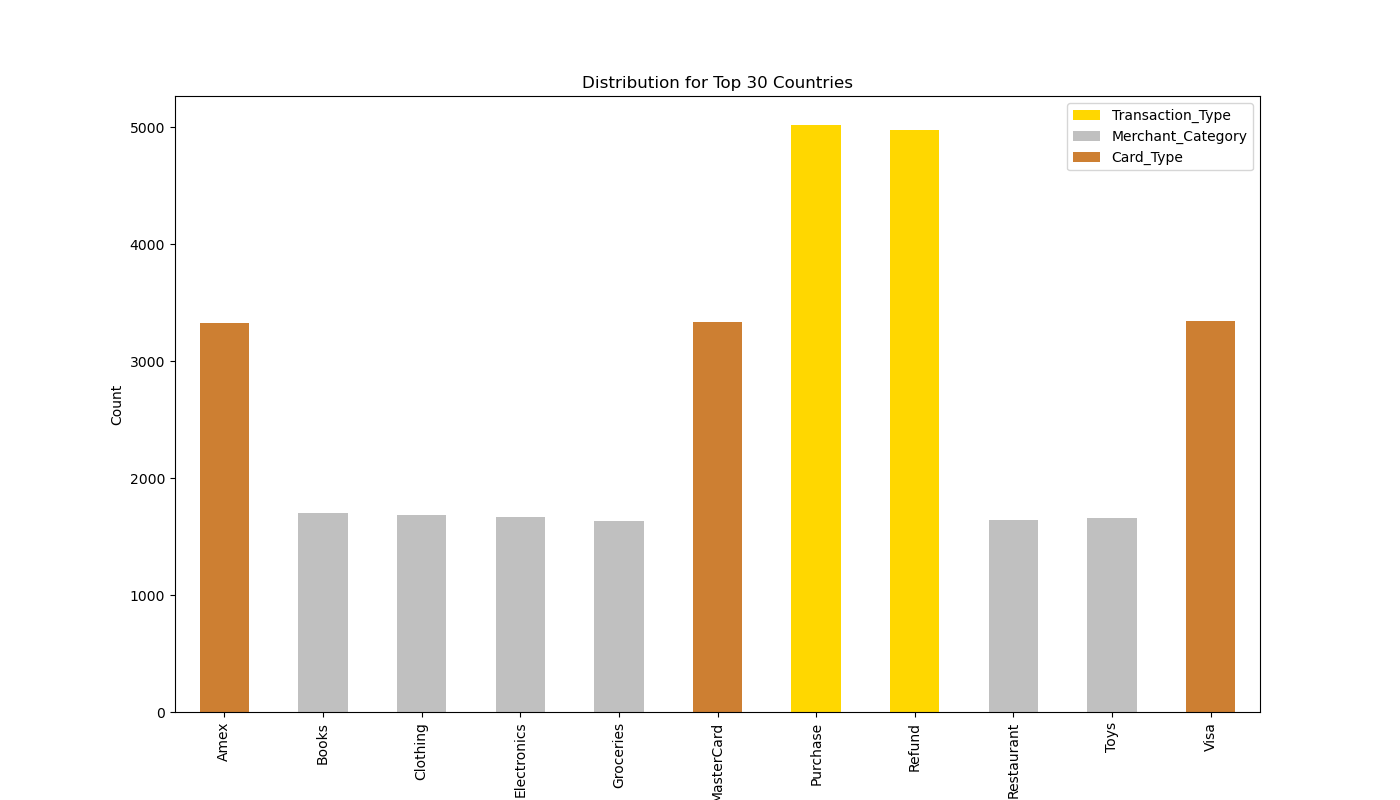 Distribution for Top 30 Countries
Transaction_Type
Merchant_Category
Card_Type
5000
4000
3000
2000
1000
0
Count
Amex
Books
Clothing
Electronics
Groceries
MasterCard
Purchase
Refund
Restaurant
Toys
Visa